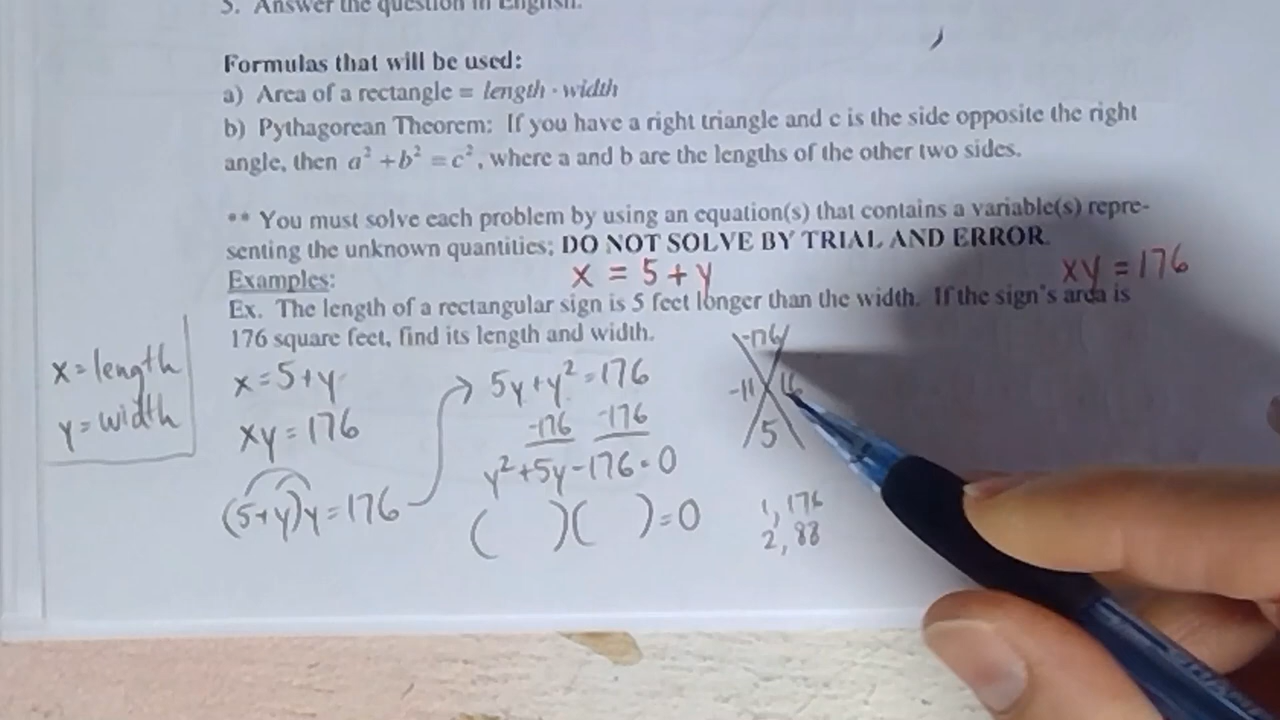 5. Answer the question in English.
Formulas that will be used:
a) Area of a rectangle = length · width
b) Pythagorean Theorem: If you have a right triangle and c is the side opposite the right
angle, then a² + b² = c², where a and b are the lengths of the other two sides.
** You must solve each problem by using an equation(s) that contains a variable(s) repre-
senting the unknown quantities; DO NOT SOLVE BY TRIAL AND ERROR.
Examples:
x = 5 + y
xy = 176
Ex. The length of a rectangular sign is 5 feet longer than the width. If the sign's area is
176 square feet, find its length and width.
x = length
y = width
x = 5 + y
xy = 176
(5+y)y = 176
5y + y² = 176
-176 -176
y² + 5y - 176 = 0
( )( ) = 0
-176
-11 16
5
1, 176
2, 88